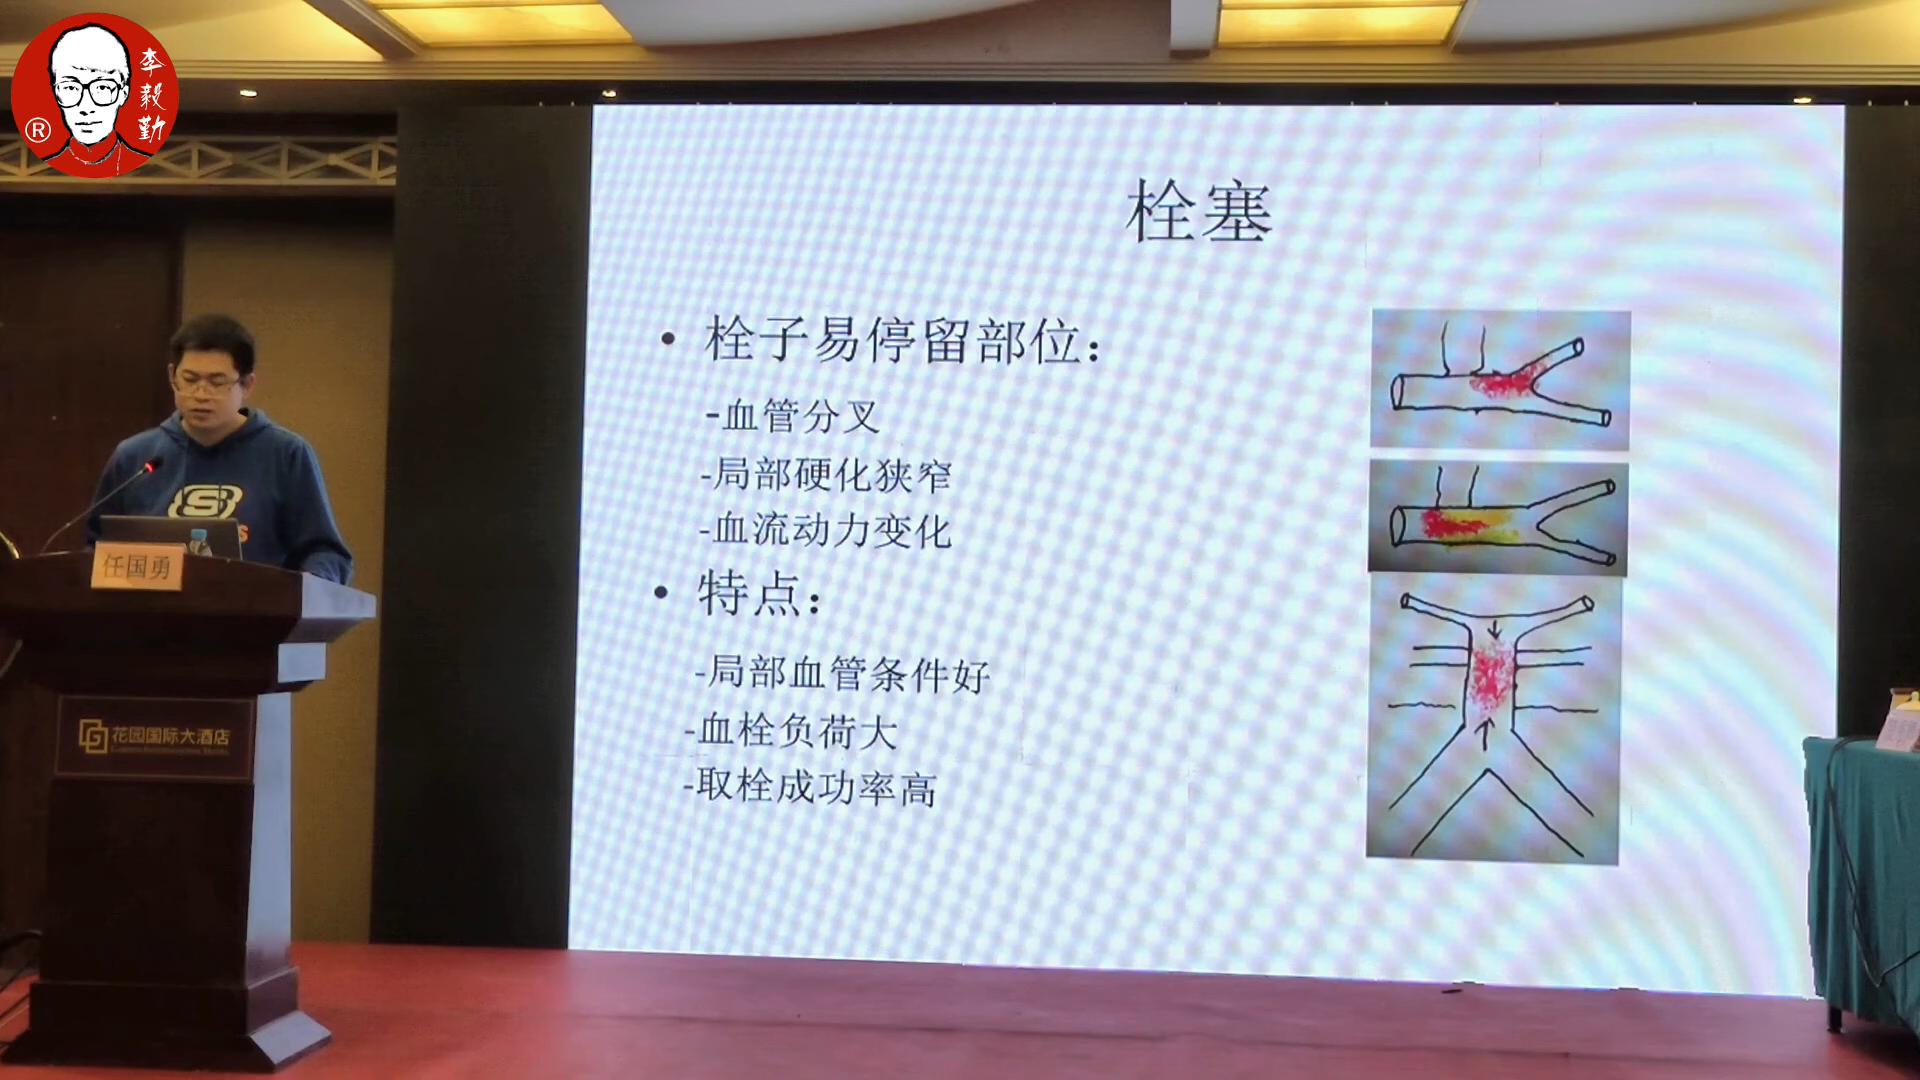 李毅勤
®
栓塞
• 栓子易停留部位：
-血管分叉
-局部硬化狭窄
-血流动力变化
• 特点：
-局部血管条件好
-血栓负荷大
-取栓成功率高
任国勇
花园国际大酒店